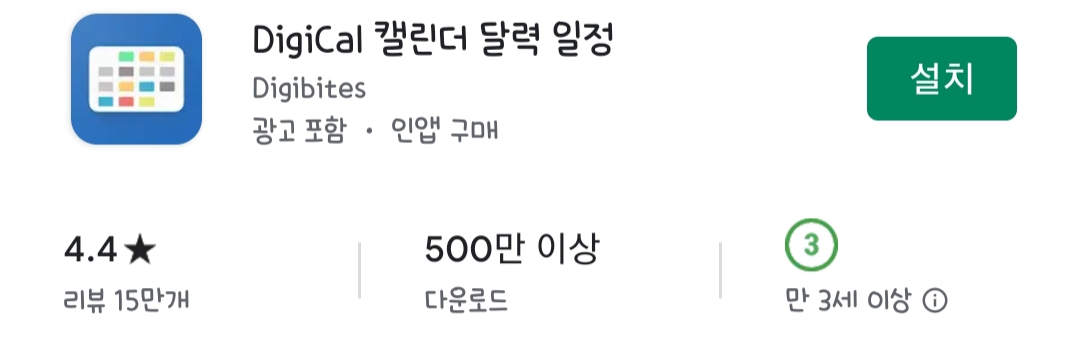 DigiCal 캘린더 달력 일정
Digibites
광고 포함 • 인앱 구매
설치
4.4★
리뷰 15만개
500만 이상
다운로드
3
만 3세 이상